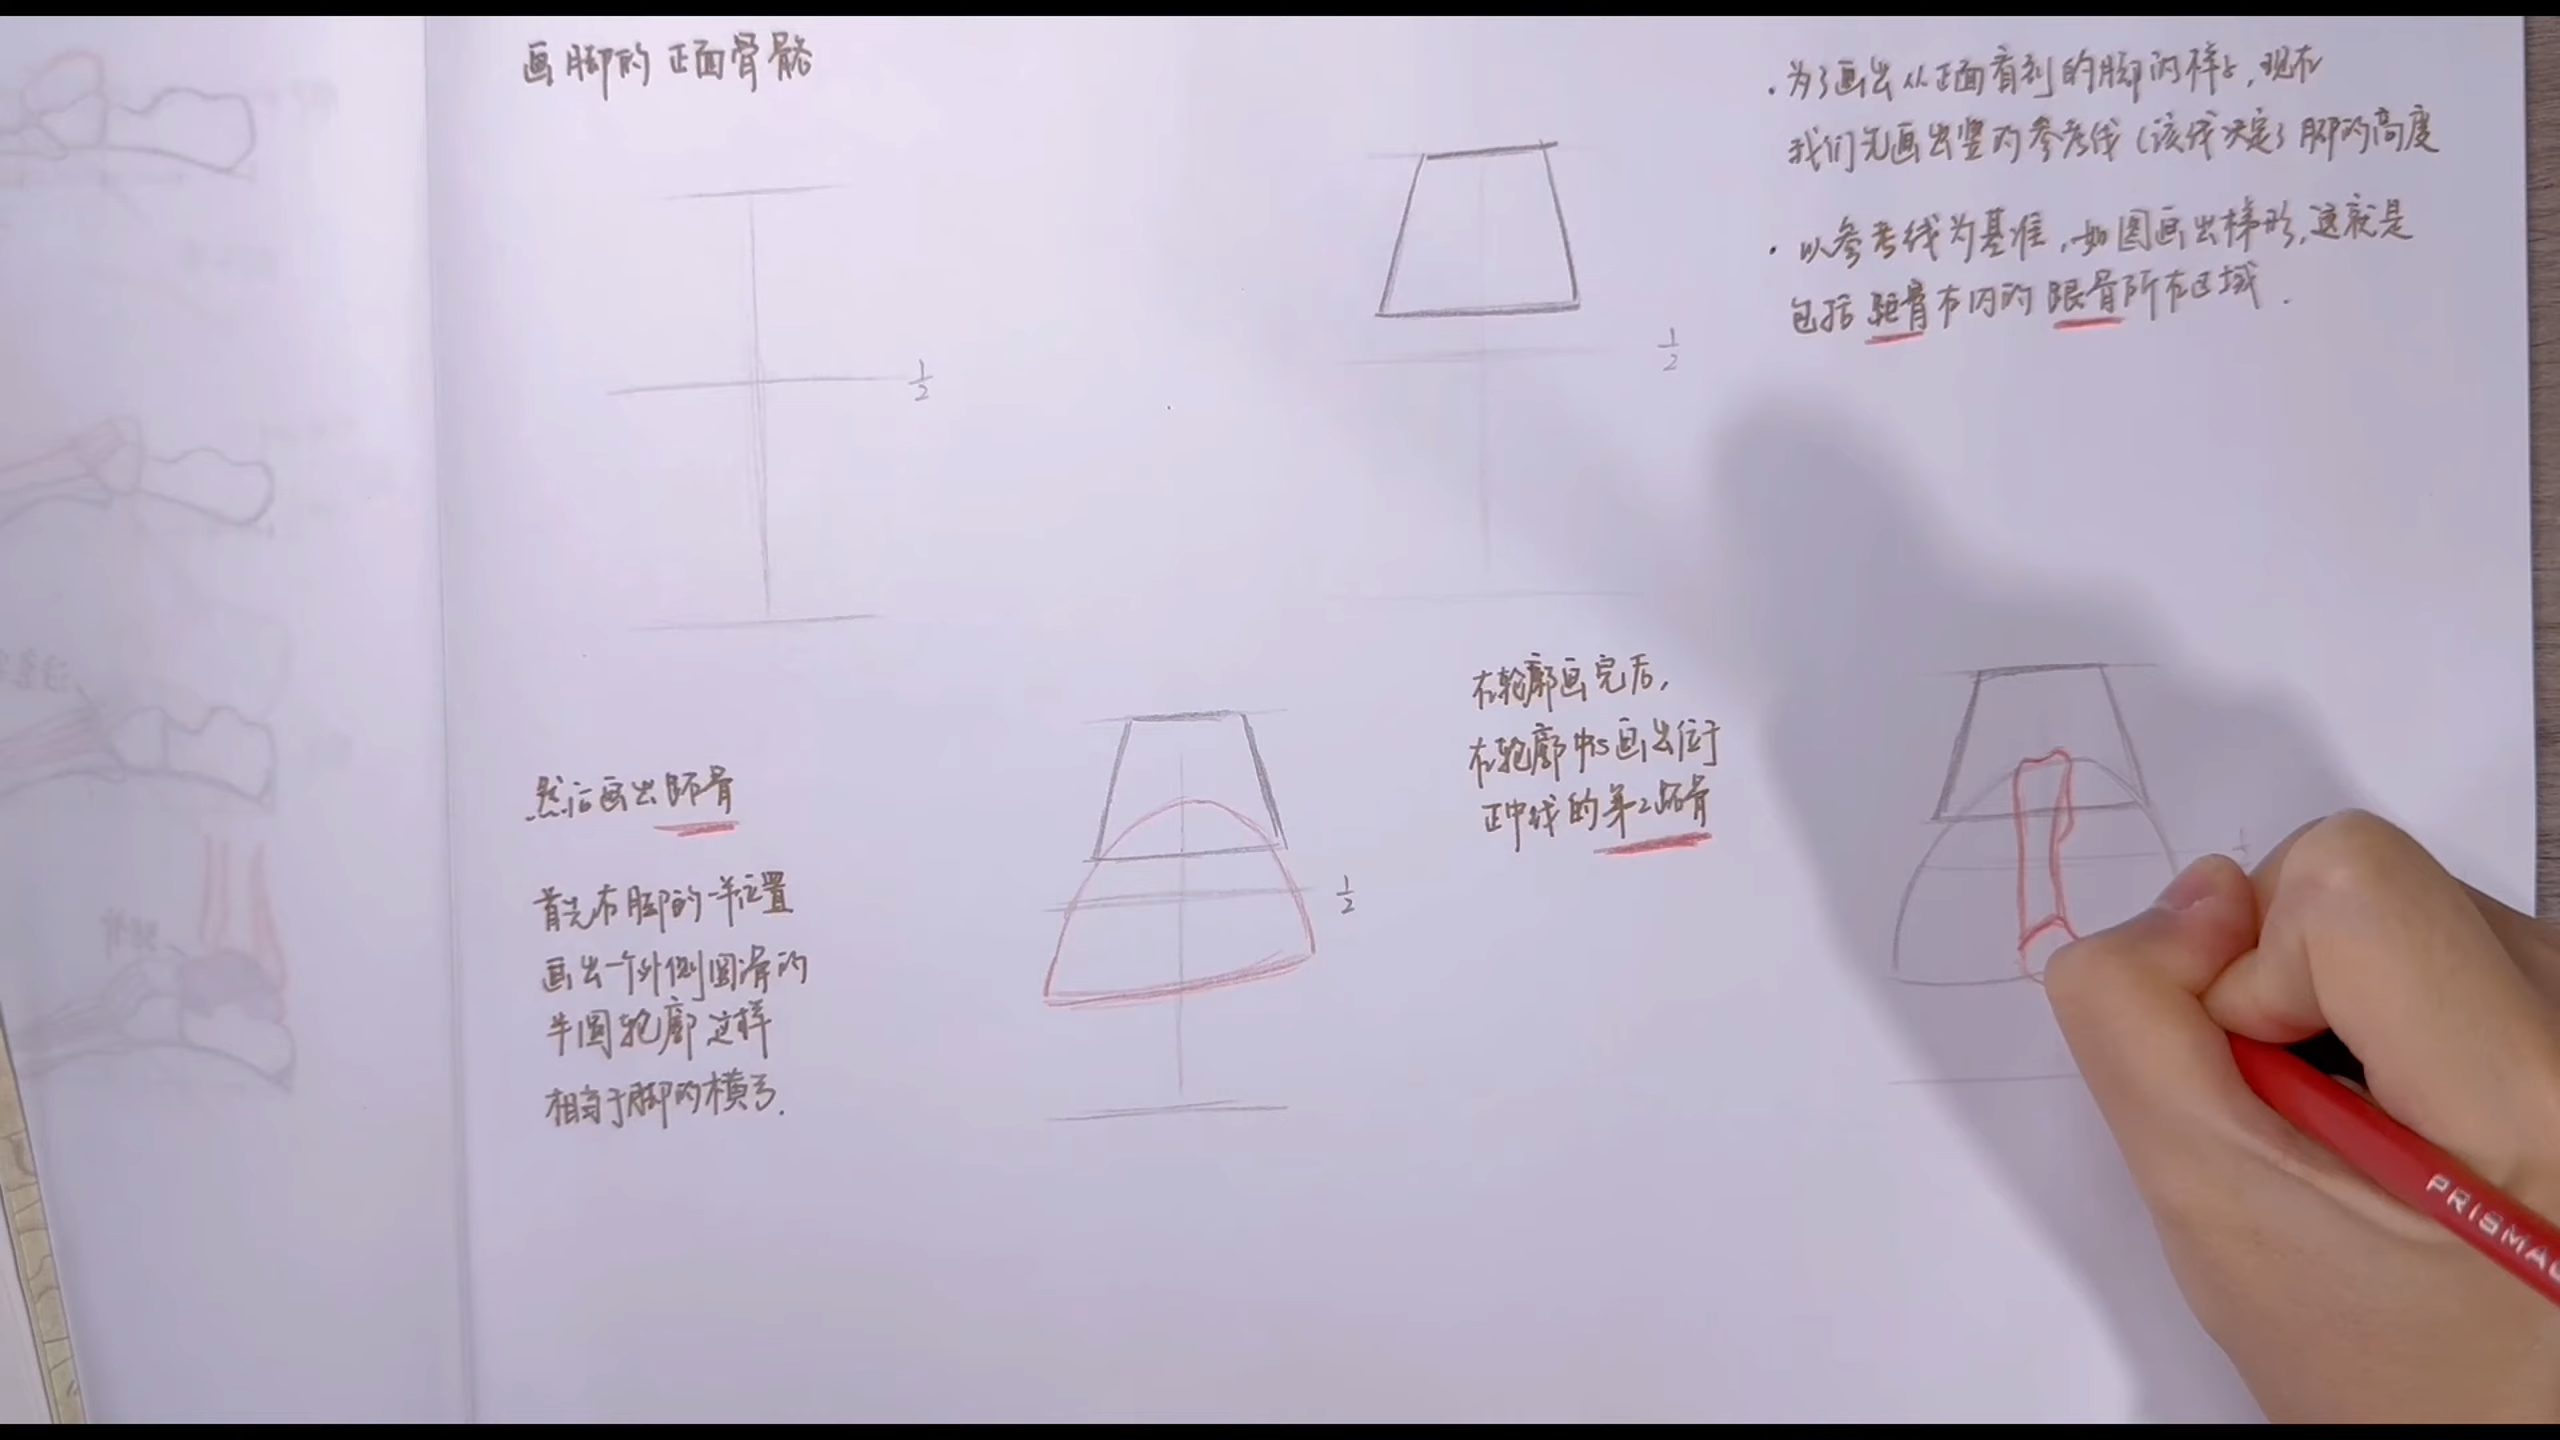 画脚的正面骨骼
·为了画出从正面看到的脚的样子,现在
我们先画出竖的参考线(该线决定了脚的高度
·以参考线为基准,如图画出梯形,这就是
包括距骨在内的跟骨所在区域.
1/2
1/2
在轮廓画完后,
在轮廓中画出位于
正中线的第2跖骨
然后画出跖骨
首先在脚的一半位置
画出一个外侧圆滑的
半圆轮廓这样
相当于脚的横弓.
1/2
PRISMAC